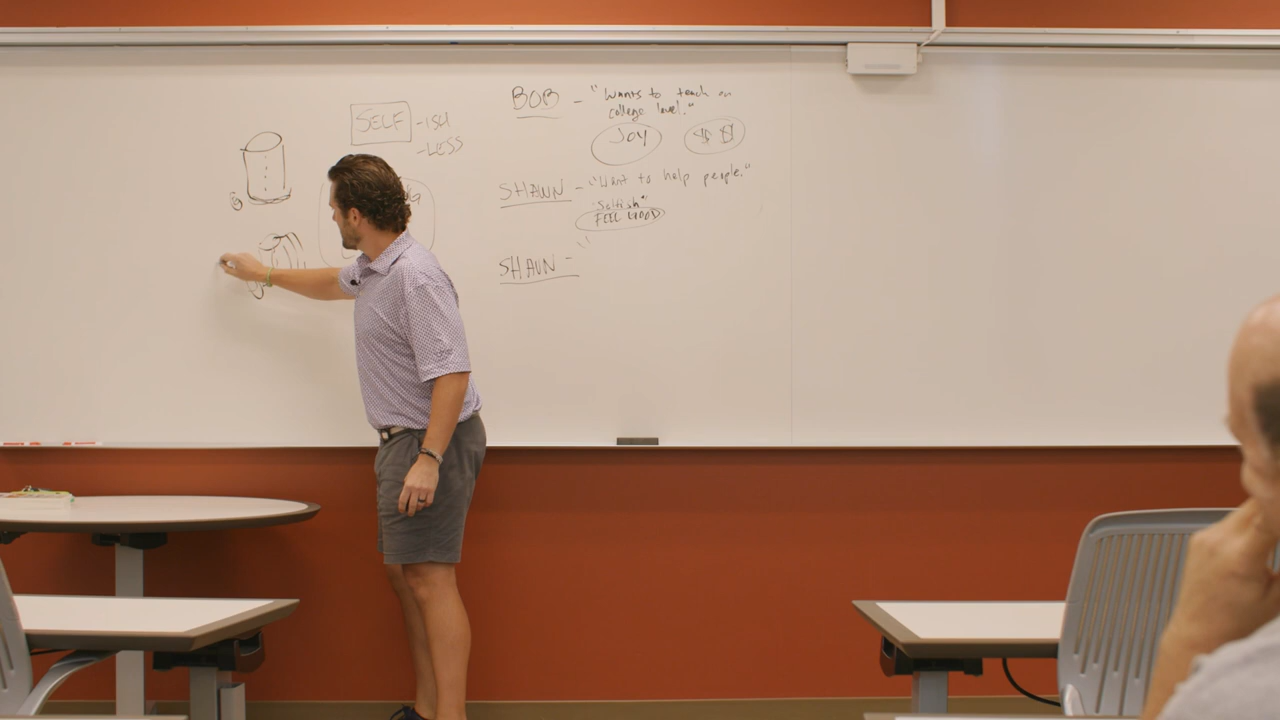 SELF -ISH
-LESS
BOB - "Wants to teach on
college level."
JOY $ $
SHAWN - "Want to help people."
"Selfish"
FEEL GOOD
SHAUN - "